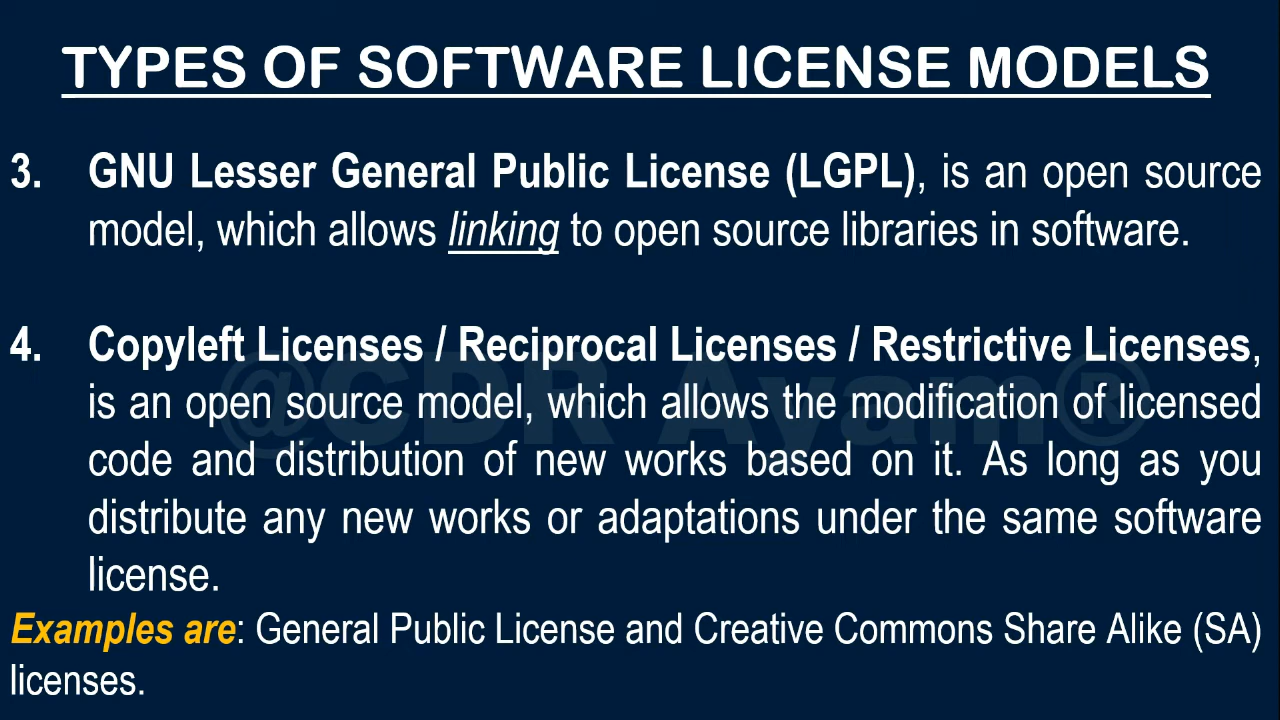 TYPES OF SOFTWARE LICENSE MODELS
3. GNU Lesser General Public License (LGPL), is an open source
model, which allows linking to open source libraries in software.
4. Copyleft Licenses / Reciprocal Licenses / Restrictive Licenses,
is an open source model, which allows the modification of licensed
@CDR Ayam®
code and distribution of new works based on it. As long as you
distribute any new works or adaptations under the same software
license.
Examples are: General Public License and Creative Commons Share Alike (SA)
licenses.